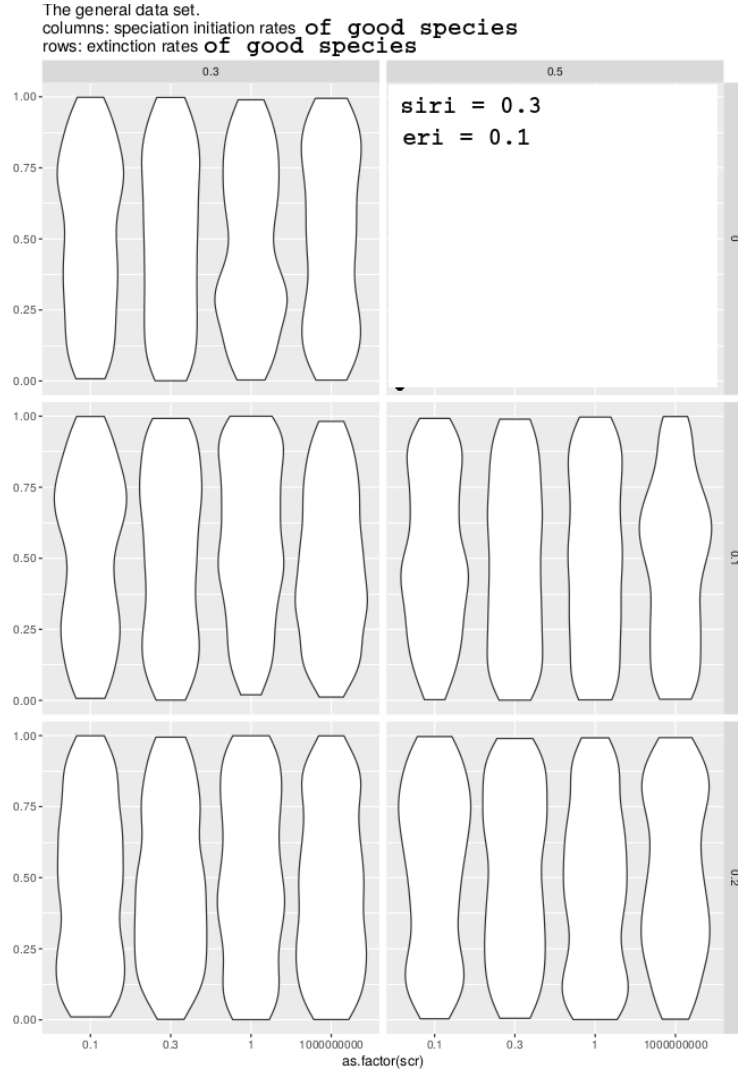 The general data set.
columns: speciation initiation rates of good species
rows: extinction rates of good species
0.3
0.5
1.00
0.75
0.50
0.25
0.00
siri = 0.3
eri = 0.1
0
1.00
0.75
0.50
0.25
0.00
0.1
1.00
0.75
0.50
0.25
0.00
0.2
0.1 0.3 1 1000000000 0.1 0.3 1 1000000000
as.factor(scr)